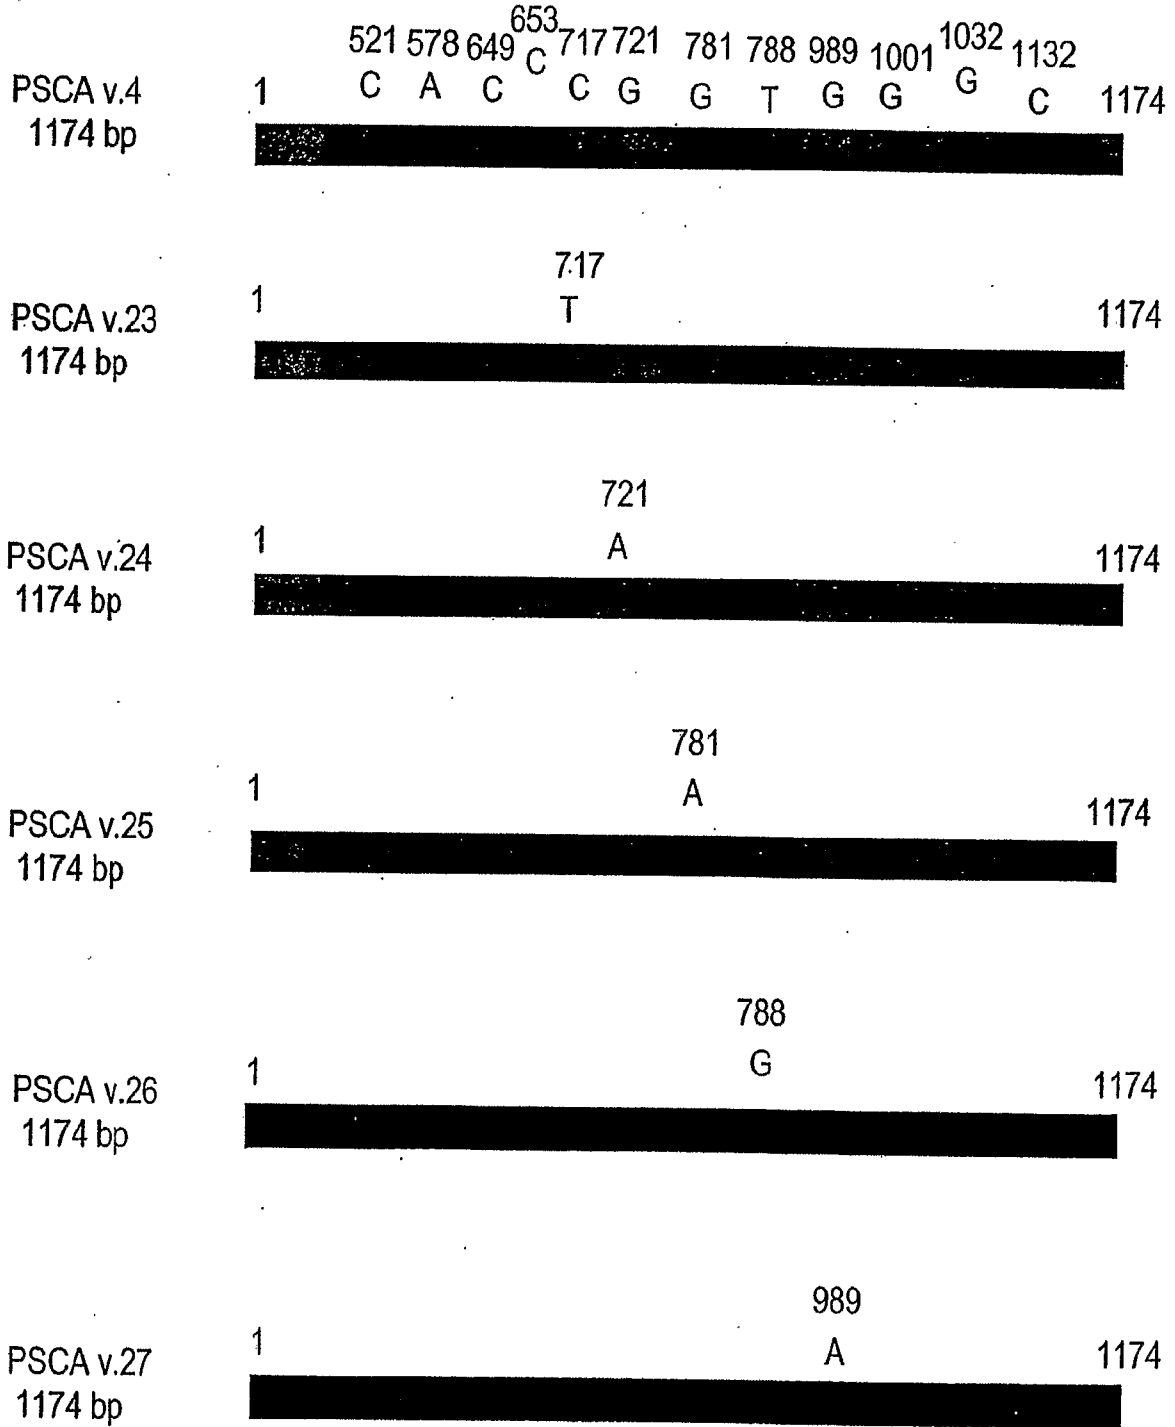 653
521 578 649 717 721 781 788 989 1001 1032 1132
C A C C C G G T G G G C
PSCA v.4 1 1174
1174 bp
717
T
PSCA v.23 1 1174
1174 bp
721
A
PSCA v.24 1 1174
1174 bp
781
A
PSCA v.25 1 1174
1174 bp
788
G
PSCA v.26 1 1174
1174 bp
989
A
PSCA v.27 1 1174
1174 bp